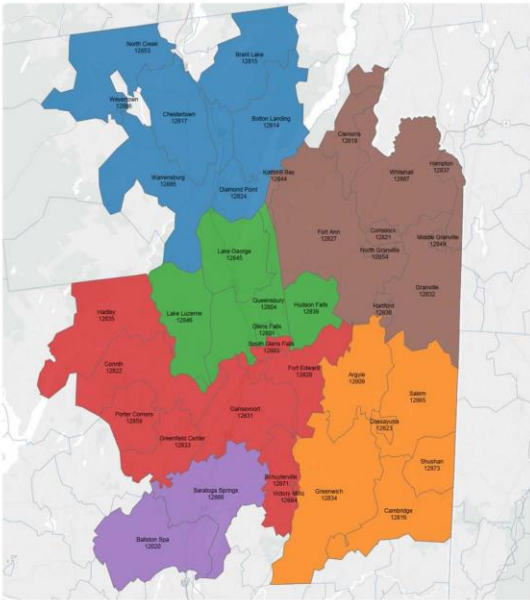 North Creek
12853
Brant Lake
12815
Wevertown
12886
Chestertown
12817
Bolton Landing
12814
Clemons
12819
Hampton
12837
Whitehall
12887
Kattskill Bay
12844
Warrensburg
12885
Diamond Point
12824
Fort Ann
12827
Comstock
12821
Middle Granville
12849
North Granville
12854
Lake George
12845
Granville
12832
Queensbury
12804
Hudson Falls
12839
Hartford
12838
Hadley
12835
Lake Luzerne
12846
Glens Falls
12801
South Glens Falls
12803
Corinth
12822
Fort Edward
12828
Argyle
12809
Salem
12865
Porter Corners
12859
Gansevoort
12831
Cossayuna
12823
Greenfield Center
12833
Shushan
12873
Schuylerville
12871
Saratoga Springs
12866
Victory Mills
12884
Greenwich
12834
Cambridge
12816
Ballston Spa
12020